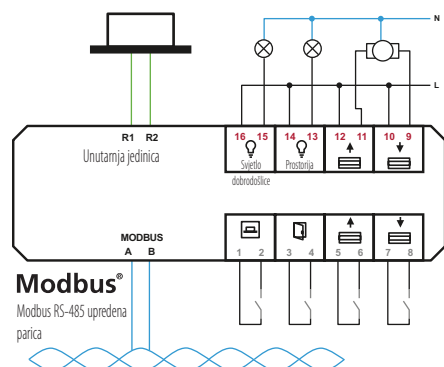 N
L
R1 R2
16 15 14 13 12 11 10 9
Unutarnja jedinica
Svjetlo
dobrodošlice
Prostorija
MODBUS
A B
1 2 3 4 5 6 7 8
Modbus®
Modbus RS-485 upredena
parica